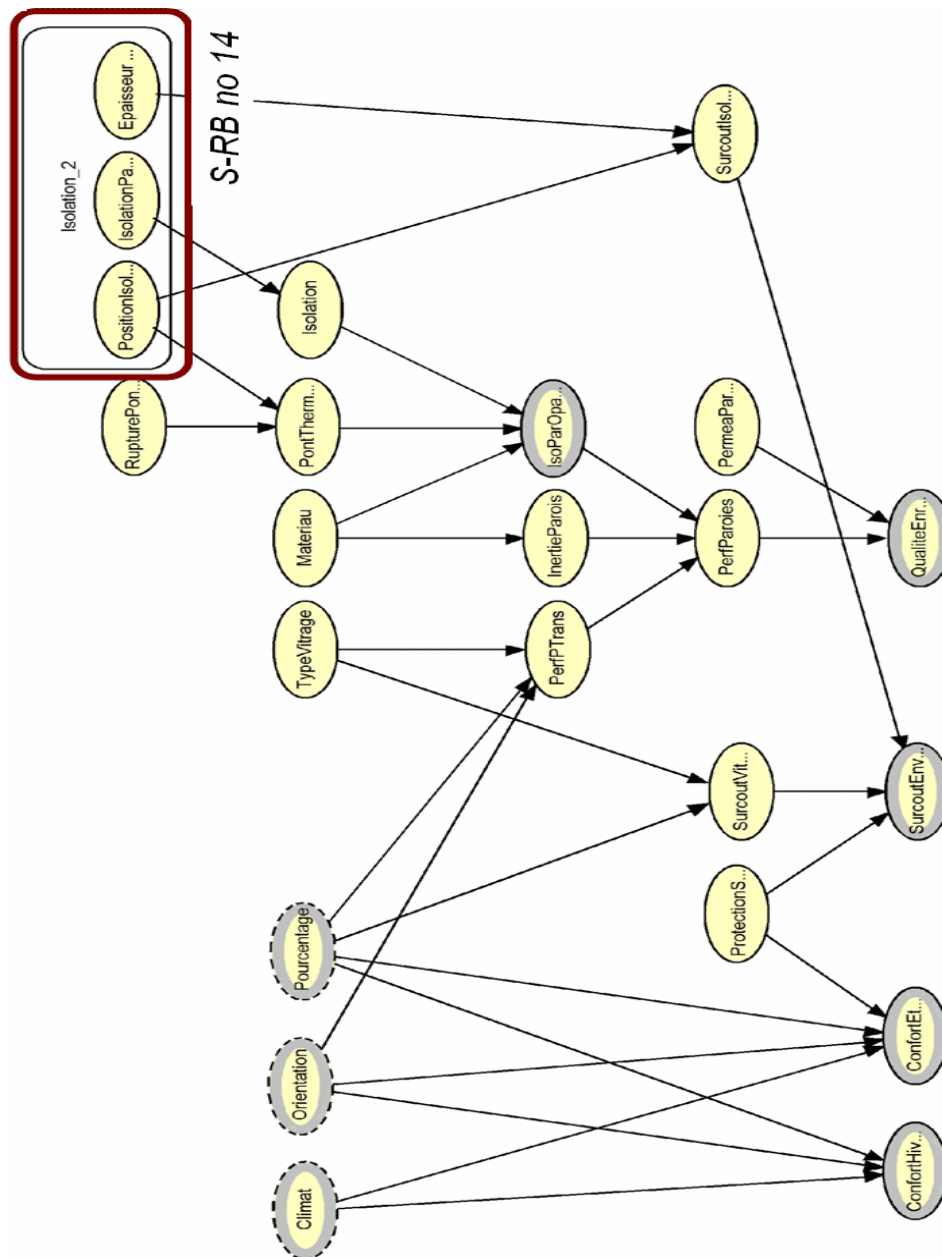 Isolation_2
PositionIsol...
IsolationPa...
Epaisseur ...
S-RB no 14
RupturePon...
Climat
Orientation
Pourcentage
TypeVitrage
Materiau
PontTherm...
Isolation
PerfPTrans
InertieParois
IsoParOpa...
ProtectionS...
SurcoutVit...
PerfParoies
PermeaPar...
SurcoutIsol...
ConfortHiv...
ConfortEt...
SurcoutEnv...
QualiteEnr...